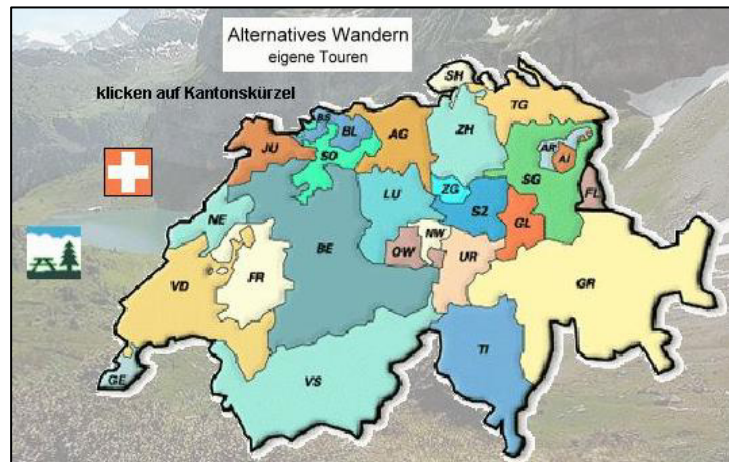 Alternatives Wandern
eigene Touren
klicken auf Kantonskürzel
SH
TG
BS
BL
AG
ZH
JU
SO
AR
AI
SG
ZG
LU
FL
NE
SZ
GL
BE
NW
OW
UR
VD
FR
GR
TI
GE
VS